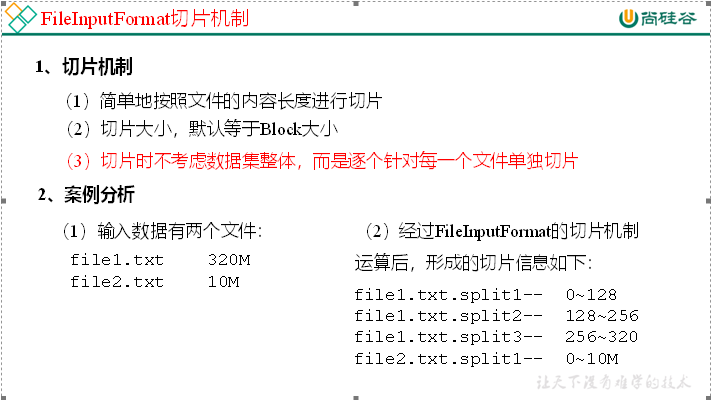 FileInputFormat切片机制
尚硅谷
1、切片机制
（1）简单地按照文件的内容长度进行切片
（2）切片大小，默认等于Block大小
（3）切片时不考虑数据集整体，而是逐个针对每一个文件单独切片
2、案例分析
（1）输入数据有两个文件：
file1.txt 320M
file2.txt 10M
（2）经过FileInputFormat的切片机制
运算后，形成的切片信息如下：
file1.txt.split1-- 0~128
file1.txt.split2-- 128~256
file1.txt.split3-- 256~320
file2.txt.split1-- 0~10M
让天下没有难学的技术